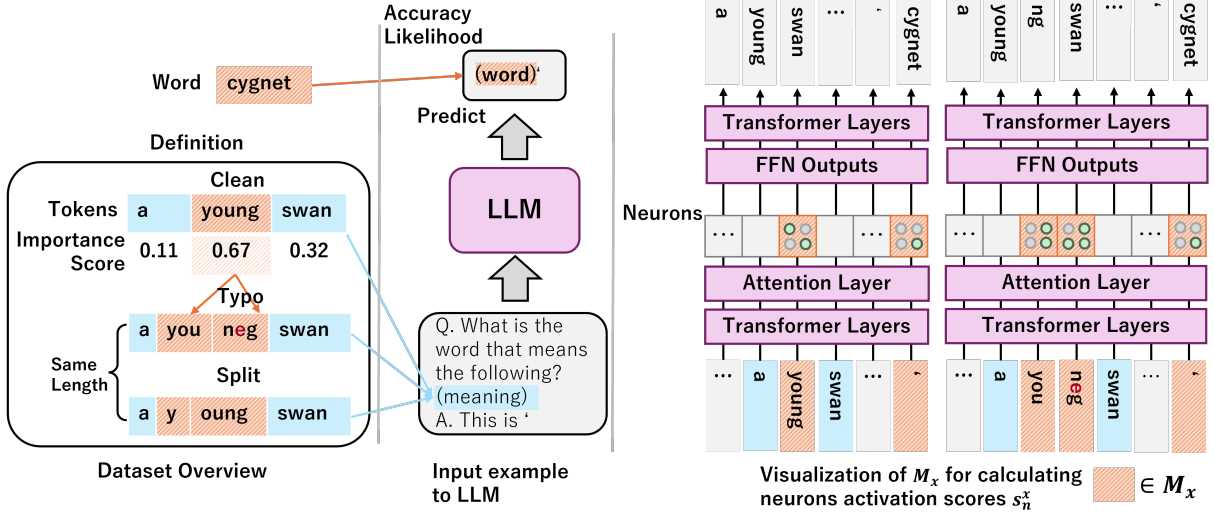 Word
cygnet
Definition
Clean
Tokens
a young swan
Importance
Score
0.11 0.67 0.32
Typo
a you neg swan
Same
Length
Split
a y oung swan
Dataset Overview
Accuracy
Likelihood
(word)‘
Predict
LLM
Q. What is the
word that means
the following?
(meaning)
A. This is ‘
Input example
to LLM
a young swan ... ‘ cygnet
Transformer Layers
FFN Outputs
Neurons
... ...
Attention Layer
Transformer Layers
... a young swan ... ‘
a young ng swan ... ‘ cygnet
Transformer Layers
FFN Outputs
... ...
Attention Layer
Transformer Layers
... a you neg swan ... ‘
Visualization of Mₓ for calculating
neurons activation scores sₙˣ
∈ Mₓ